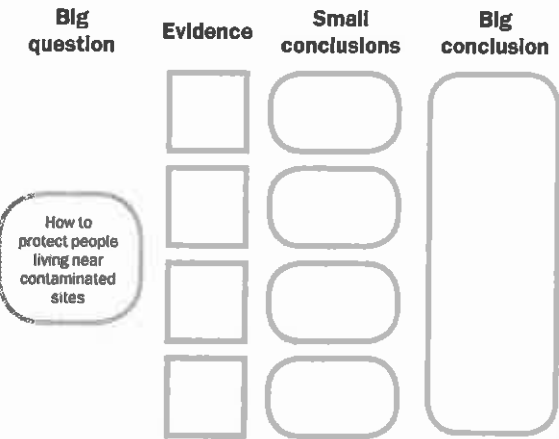 Big
question
Evidence
Small
conclusions
Big
conclusion
How to
protect people
living near
contaminated
sites